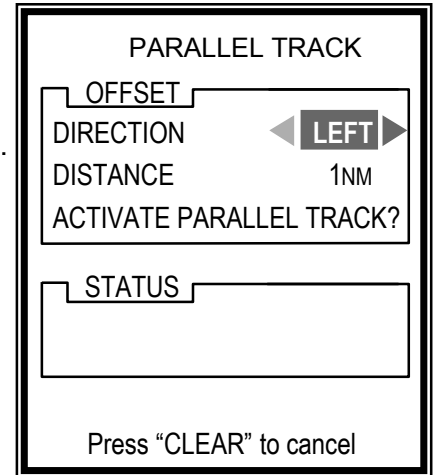 PARALLEL TRACK
OFFSET
DIRECTION LEFT
DISTANCE 1NM
ACTIVATE PARALLEL TRACK?
STATUS
Press “CLEAR” to cancel